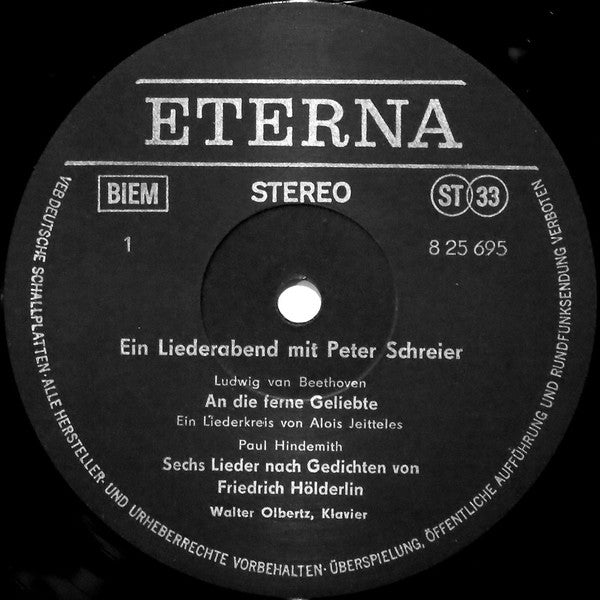 ETERNA
BIEM
STEREO
ST 33
1
8 25 695
Ein Liederabend mit Peter Schreier
Ludwig van Beethoven
An die ferne Geliebte
Ein Liederkreis von Alois Jeitteles
Paul Hindemith
Sechs Lieder nach Gedichten von
Friedrich Hölderlin
Walter Olbertz, Klavier
VEB DEUTSCHE SCHALLPLATTEN · ALLE HERSTELLER- UND URHEBERRECHTE VORBEHALTEN · ÜBERSPIELUNG, ÖFFENTLICHE AUFFÜHRUNG UND RUNDFUNKSENDUNG VERBOTEN